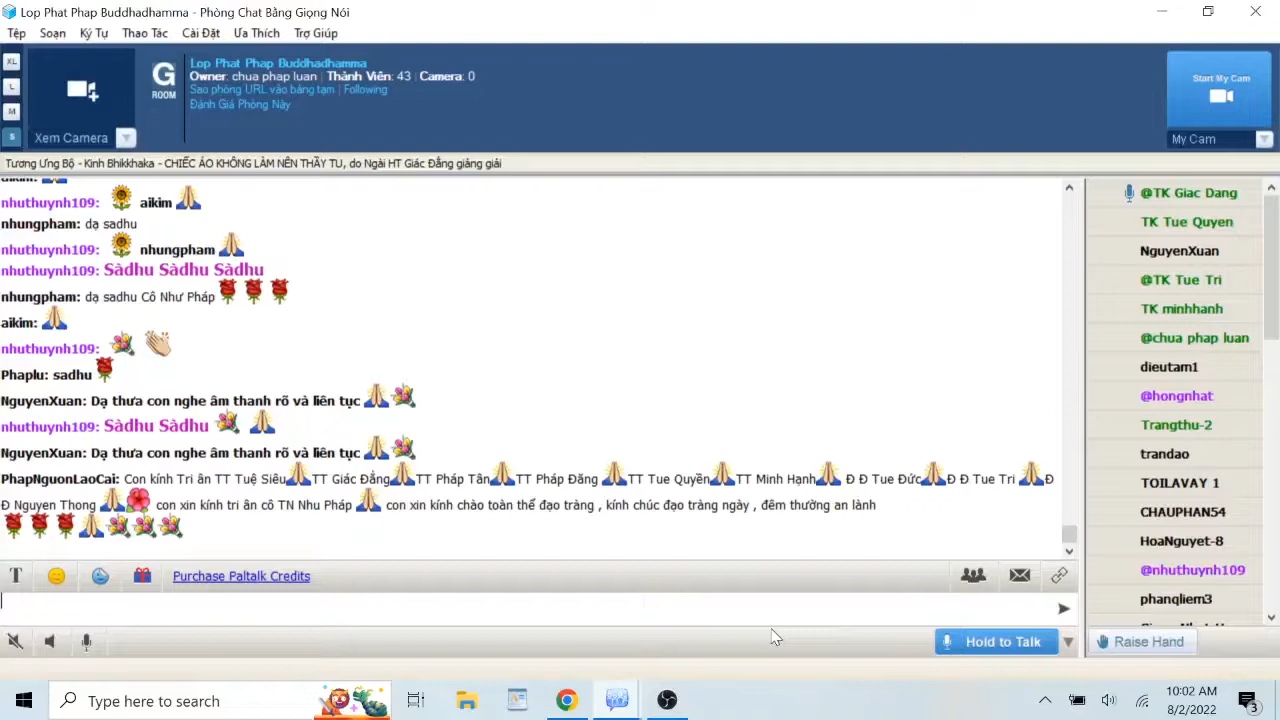 Lop Phat Phap Buddhadhamma - Phòng Chat Bằng Giọng Nói
Tệp Soạn Ký Tự Thao Tác Cài Đặt Ưa Thích Trợ Giúp
XL
L
M
S
Xem Camera
G
ROOM
Lop Phat Phap Buddhadhamma
Owner: chua phap luan | Thành Viên: 43 | Camera: 0
Sao phòng URL vào bảng tạm | Following
Đánh Giá Phòng Này
Start My Cam
My Cam
Tương Ưng Bộ - Kinh Bhikkhaka - CHIẾC ÁO KHÔNG LÀM NÊN THẦY TU, do Ngài HT Giác Đẳng giảng giải
aikim:
nhuthuynh109: aikim
nhungpham: dạ sadhu
nhuthuynh109: nhungpham
nhuthuynh109: Sàdhu Sàdhu Sàdhu
nhungpham: dạ sadhu Cô Như Pháp
aikim:
nhuthuynh109:
Phaplu: sadhu
NguyenXuan: Dạ thưa con nghe âm thanh rõ và liên tục
nhuthuynh109: Sàdhu Sàdhu
NguyenXuan: Dạ thưa con nghe âm thanh rõ và liên tục
PhapNguonLaoCai: Con kính Tri ân TT Tuệ Siêu TT Giác Đẳng TT Pháp Tân TT Pháp Đăng TT Tue Quyền TT Minh Hạnh Đ Đ Tue Đức Đ Đ Tue Tri Đ
Đ Nguyen Thong con xin kính tri ân cô TN Nhu Pháp con xin kính chào toàn thể đạo tràng , kính chúc đạo tràng ngày , đêm thường an lành
@TK Giac Dang
TK Tue Quyen
NguyenXuan
@TK Tue Tri
TK minhhanh
@chua phap luan
dieutam1
@hongnhat
Trangthu-2
trandao
TOILAVAY 1
CHAUPHAN54
HoaNguyet-8
@nhuthuynh109
phanqliem3
T Purchase Paltalk Credits
Hold to Talk
Raise Hand
Type here to search
10:02 AM
8/2/2022
3